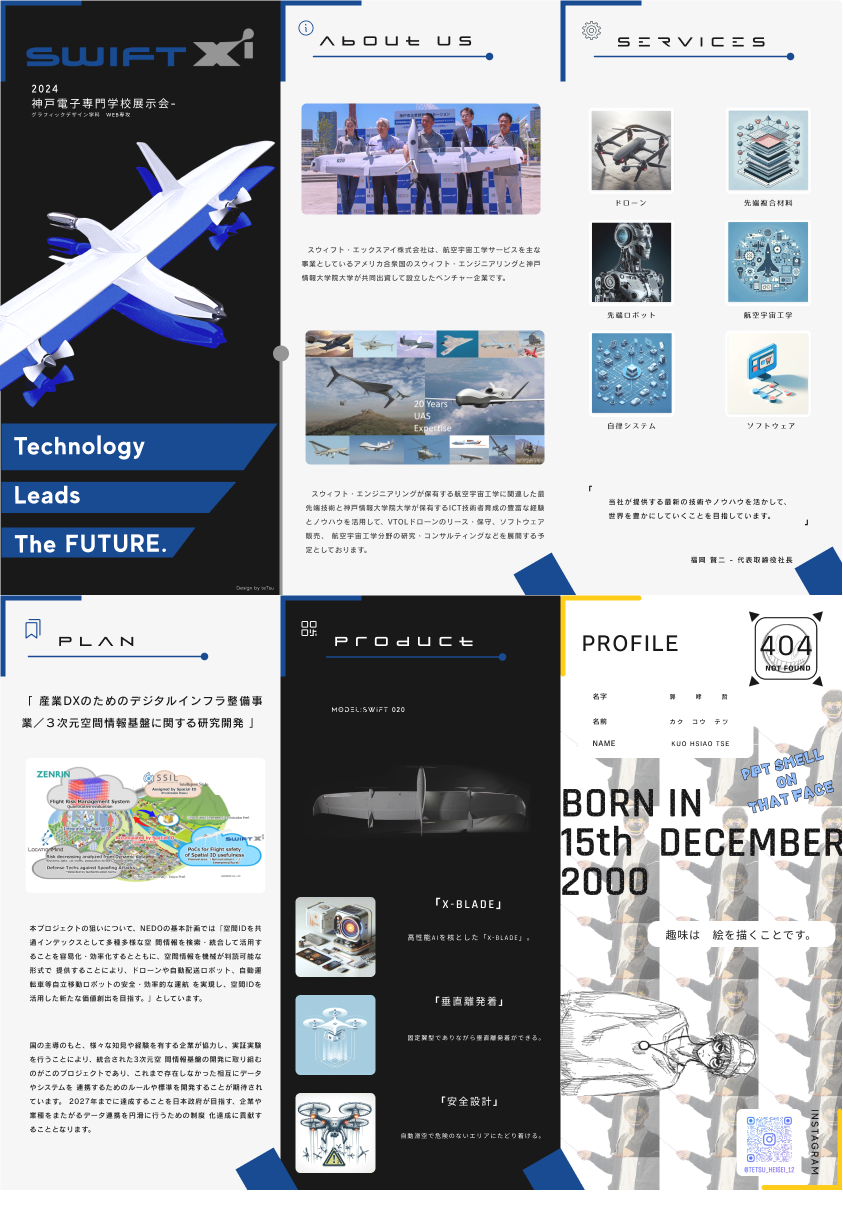 SWIFT Xi
2024
神戸電子専門学校展示会-
グラフィックデザイン学科 WEB専攻
Technology
Leads
The FUTURE.
Design by teTsu
ABOUT US
スウィフト・エックスアイ株式会社は、航空宇宙工学サービスを主な
事業としているアメリカ合衆国のスウィフト・エンジニアリングと神戸
情報大学院大学が共同出資して設立したベンチャー企業です。
20 Years
UAS
Expertise
スウィフト・エンジニアリングが保有する航空宇宙工学に関連した最
先端技術と神戸情報大学院大学が保有するICT技術者育成の豊富な経験
とノウハウを活用して、VTOLドローンのリース・保守、ソフトウェア
販売、 航空宇宙工学分野の研究・コンサルティングなどを展開する予
定としております。
SERVICES
ドローン
先端複合材料
先端ロボット
航空宇宙工学
自律システム
ソフトウェア
「
当社が提供する最新の技術やノウハウを活かして、
世界を豊かにしていくことを目指しています。
」
福岡 賢二 - 代表取締役社長
PLAN
「 産業DXのためのデジタルインフラ整備事
業／３次元空間情報基盤に関する研究開発 」
ZENRIN
SSIL
Flight Risk Management System
Assigned by Spacial ID
SWIFT Xi
PoCs for Flight safety
of Spatial ID usefulness
Risk decreasing analyzed from Dynamic data
Defense Techs against Spoofing Attacks
本プロジェクトの狙いについて、NEDOの基本計画では「空間IDを共
通インデックスとして多種多様な空 間情報を検索・統合して活用す
ることを容易化・効率化するとともに、空間情報を機械が判読可能な
形式で 提供することにより、ドローンや自動配送ロボット、自動運
転車等自立移動ロボットの安全・効率的な運航 を実現し、空間IDを
活用した新たな価値創出を目指す。」としています。
国の主導のもと、様々な知見や経験を有する企業が協力し、実証実験
を行うことにより、統合された3次元空 間情報基盤の開発に取り組む
のがこのプロジェクトであり、これまで存在しなかった相互にデータ
やシステムを 連携するためのルールや標準を開発することが期待され
ています。 2027年までに達成することを日本政府が目指す、企業や
業種をまたがるデータ連携を円滑に行うための制度 化達成に貢献す
ることとなります。
Product
MODEL:SWIFT 020
「X-BLADE」
高性能AIを核とした「X-BLADE」。
「垂直離発着」
固定翼型でありながら垂直離発着ができる。
「安全設計」
自動測空で危険のないエリアにたどり着ける。
PROFILE
404
NOT FOUND
名字 郭 哮 哲
名前 カク コウ テツ
NAME KUO HSIAO TSE
PPT SMELL
ON
THAT FACE
BORN IN
15th DECEMBER
2000
趣味は 絵を描くことです。
INSTAGRAM
@TETSU_HEISEI_12